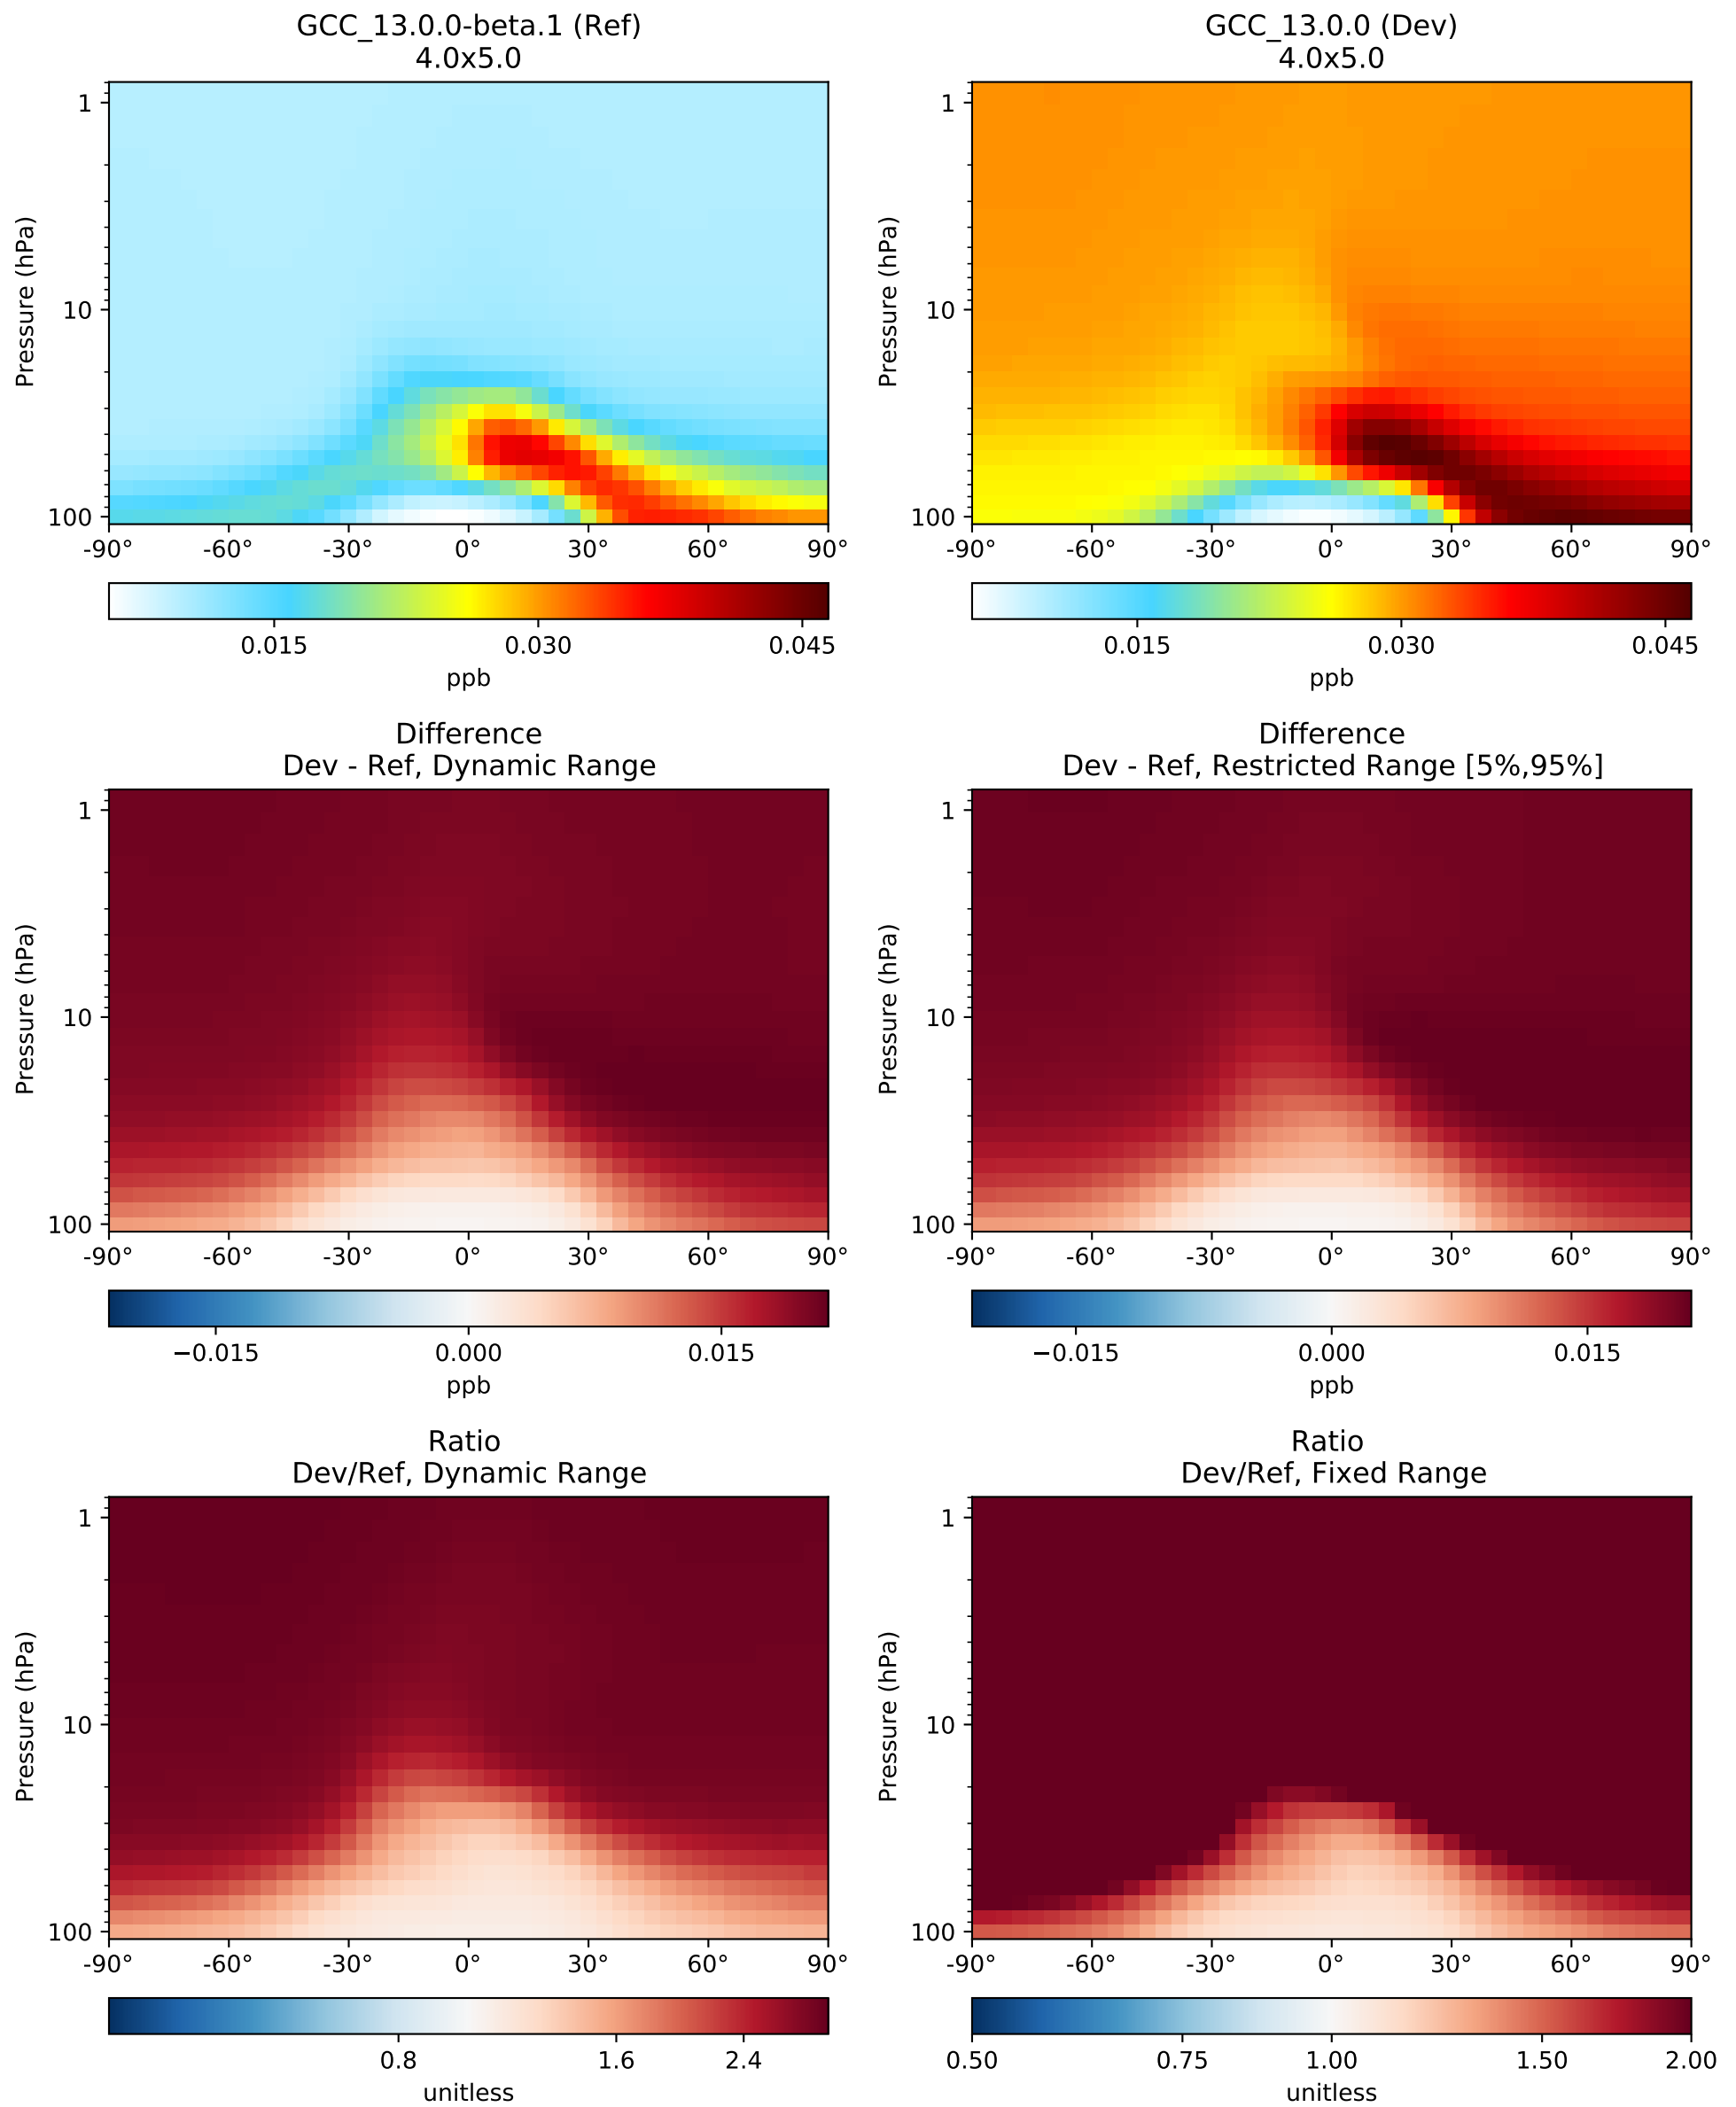 GCC_13.0.0-beta.1 (Ref)
4.0x5.0
Pressure (hPa)
1
10
100
-90° -60° -30° 0° 30° 60° 90°
0.015 0.030 0.045
ppb
GCC_13.0.0 (Dev)
4.0x5.0
Pressure (hPa)
1
10
100
-90° -60° -30° 0° 30° 60° 90°
0.015 0.030 0.045
ppb
Difference
Dev - Ref, Dynamic Range
Pressure (hPa)
1
10
100
-90° -60° -30° 0° 30° 60° 90°
−0.015 0.000 0.015
ppb
Difference
Dev - Ref, Restricted Range [5%,95%]
Pressure (hPa)
1
10
100
-90° -60° -30° 0° 30° 60° 90°
−0.015 0.000 0.015
ppb
Ratio
Dev/Ref, Dynamic Range
Pressure (hPa)
1
10
100
-90° -60° -30° 0° 30° 60° 90°
0.8 1.6 2.4
unitless
Ratio
Dev/Ref, Fixed Range
Pressure (hPa)
1
10
100
-90° -60° -30° 0° 30° 60° 90°
0.50 0.75 1.00 1.50 2.00
unitless